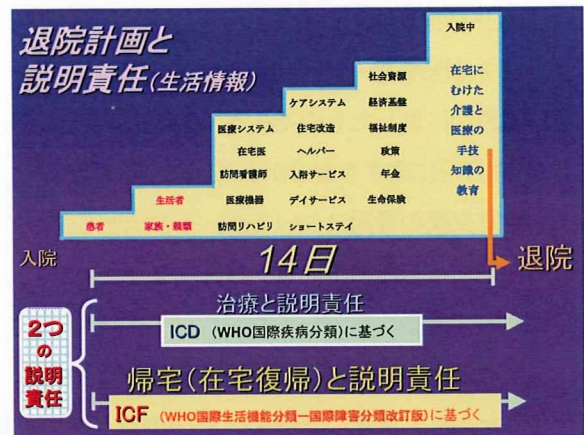 退院計画と
説明責任(生活情報)
患者
生活者
家族・親類
医療システム
在宅医
訪問看護師
医療機器
訪問リハビリ
ケアシステム
住宅改造
ヘルパー
入浴サービス
デイサービス
ショートステイ
社会資源
経済基盤
福祉制度
政策
年金
生命保険
入院中
在宅に
むけた
介護と
医療の
手技
知識の
教育
入院
14日
退院
2つ
の
説明
責任
治療と説明責任
ICD (WHO国際疾病分類)に基づく
帰宅(在宅復帰)と説明責任
ICF (WHO国際生活機能分類ー国際障害分類改訂版)に基づく